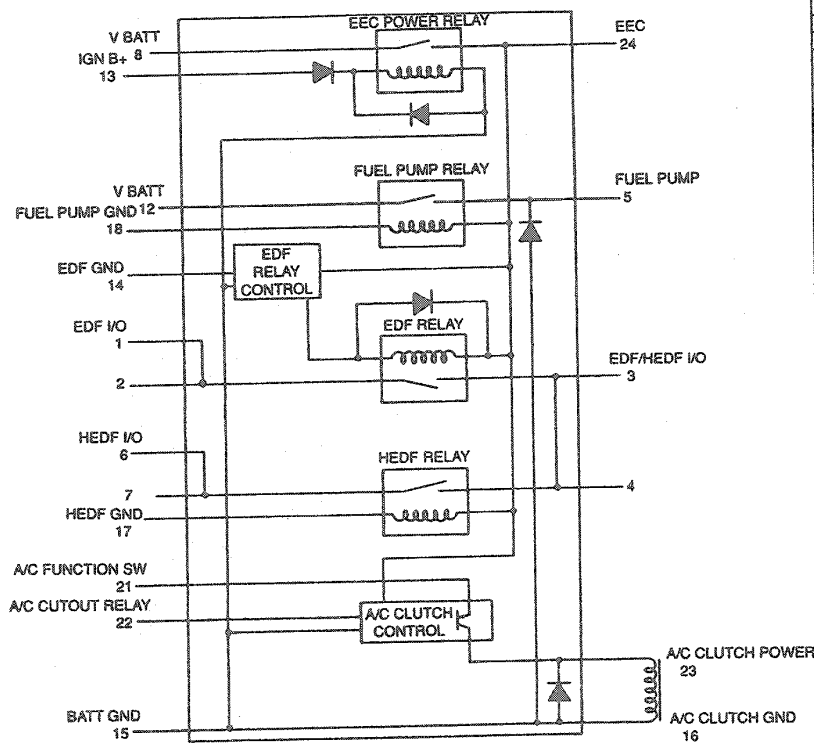 EEC POWER RELAY
V BATT
8
IGN B+
13
EEC
24
FUEL PUMP RELAY
V BATT
12
FUEL PUMP GND
18
FUEL PUMP
5
EDF GND
14
EDF
RELAY
CONTROL
EDF I/O
1
2
EDF RELAY
EDF/HEDF I/O
3
HEDF I/O
6
7
HEDF RELAY
4
HEDF GND
17
A/C FUNCTION SW
21
A/C CUTOUT RELAY
22
A/C CLUTCH
CONTROL
A/C CLUTCH POWER
23
BATT GND
15
A/C CLUTCH GND
16